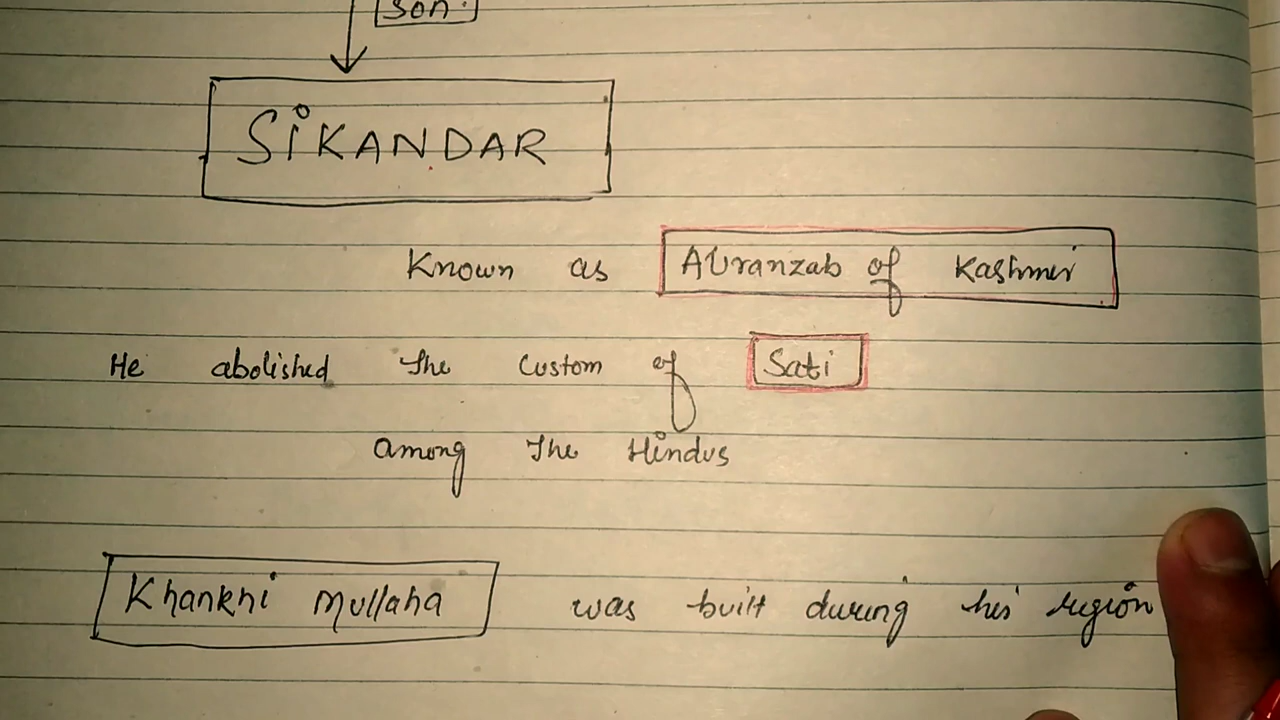 son.
SiKANDAR
Known as AUranzab of Kashmir
He abolished The Custom of Sati
among The Hindus
Khankhi Mullaha was built during his region